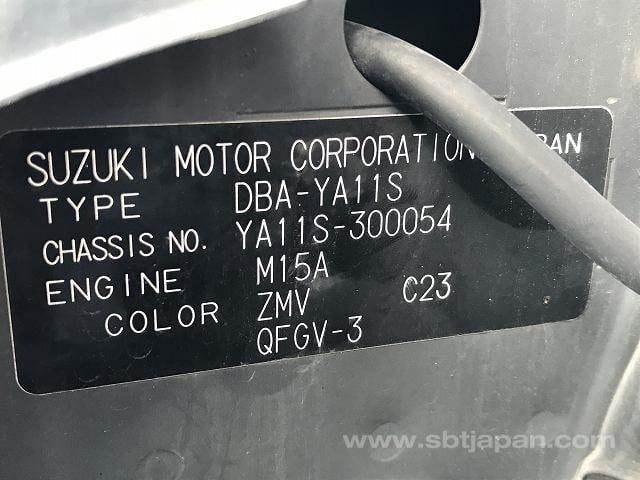 SUZUKI MOTOR CORPORATION
TYPE DBA-YA11S
CHASSIS NO. YA11S-300054
ENGINE M15A
COLOR ZMV C23
QFGV-3
www.sbtjapan.com